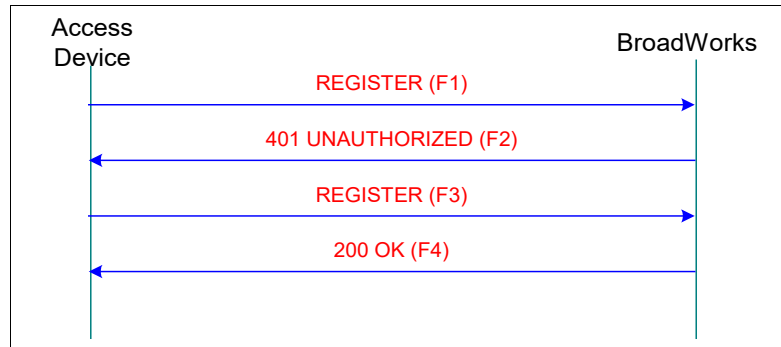 Access
Device
BroadWorks
REGISTER (F1)
401 UNAUTHORIZED (F2)
REGISTER (F3)
200 OK (F4)